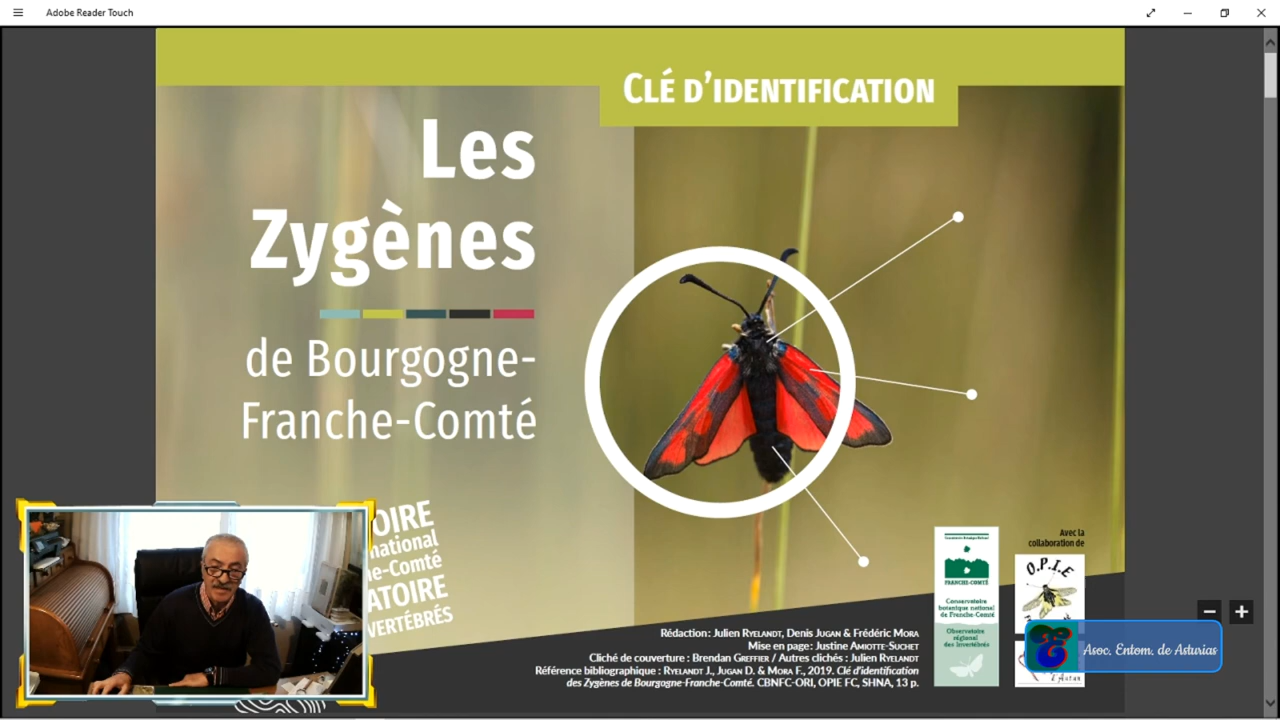 Adobe Reader Touch
CLÉ D'IDENTIFICATION
Les
Zygènes
de Bourgogne-
Franche-Comté
OIRE
national
e-Comté
ATOIRE
VERTÉBRÉS
Avec la
collaboration de
O.P.I.E
FRANCHE-COMTÉ
Conservatoire
botanique national
de Franche-Comté
Observatoire
régional
des Invertébrés
Asoc. Entom. de Asturias
d'Autun
Rédaction : Julien RYELANDT, Denis JUGAN & Frédéric MORA
Mise en page : Justine AMIOTTE-SUCHET
Cliché de couverture : Brendan GREFFIER / Autres clichés : Julien RYELANDT
Référence bibliographique : RYELANDT J., JUGAN D. & MORA F., 2019. Clé d'identification
des Zygènes de Bourgogne-Franche-Comté. CBNFC-ORI, OPIE FC, SHNA, 13 p.